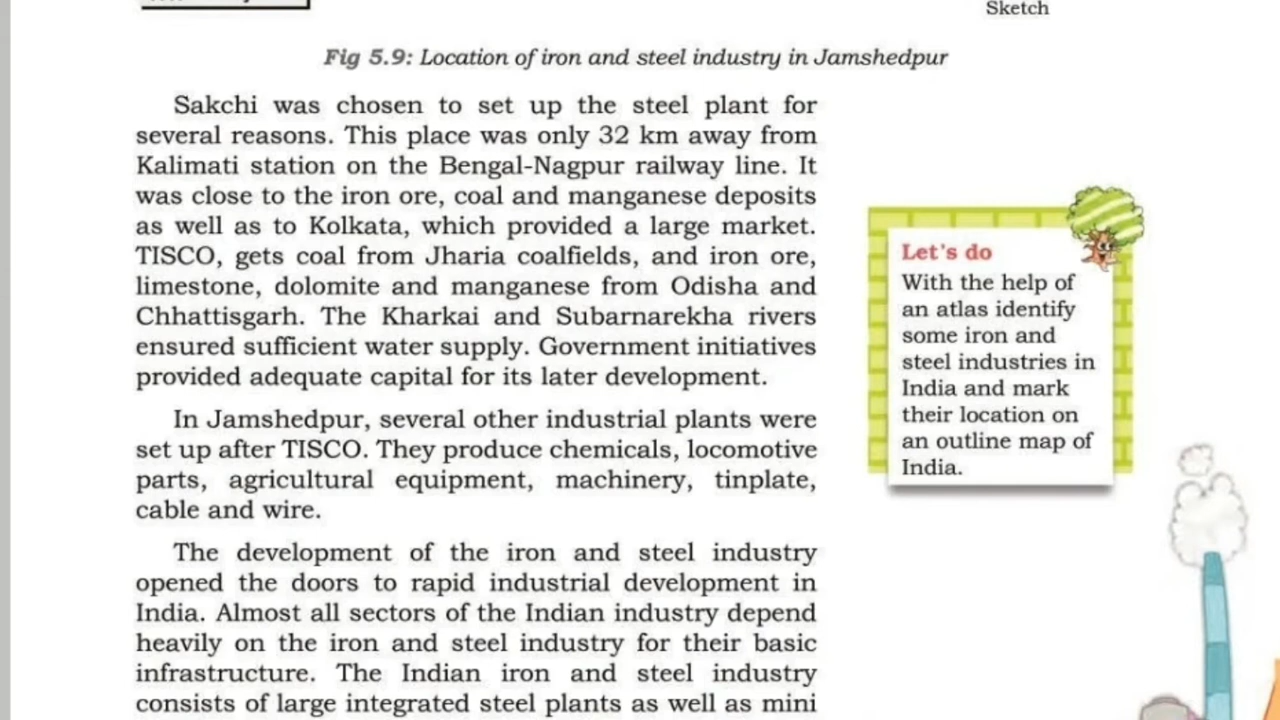 Sketch
Fig 5.9: Location of iron and steel industry in Jamshedpur
Sakchi was chosen to set up the steel plant for
several reasons. This place was only 32 km away from
Kalimati station on the Bengal-Nagpur railway line. It
was close to the iron ore, coal and manganese deposits
as well as to Kolkata, which provided a large market.
TISCO, gets coal from Jharia coalfields, and iron ore,
limestone, dolomite and manganese from Odisha and
Chhattisgarh. The Kharkai and Subarnarekha rivers
ensured sufficient water supply. Government initiatives
provided adequate capital for its later development.
In Jamshedpur, several other industrial plants were
set up after TISCO. They produce chemicals, locomotive
parts, agricultural equipment, machinery, tinplate,
cable and wire.
The development of the iron and steel industry
opened the doors to rapid industrial development in
India. Almost all sectors of the Indian industry depend
heavily on the iron and steel industry for their basic
infrastructure. The Indian iron and steel industry
consists of large integrated steel plants as well as mini
Let's do
With the help of
an atlas identify
some iron and
steel industries in
India and mark
their location on
an outline map of
India.